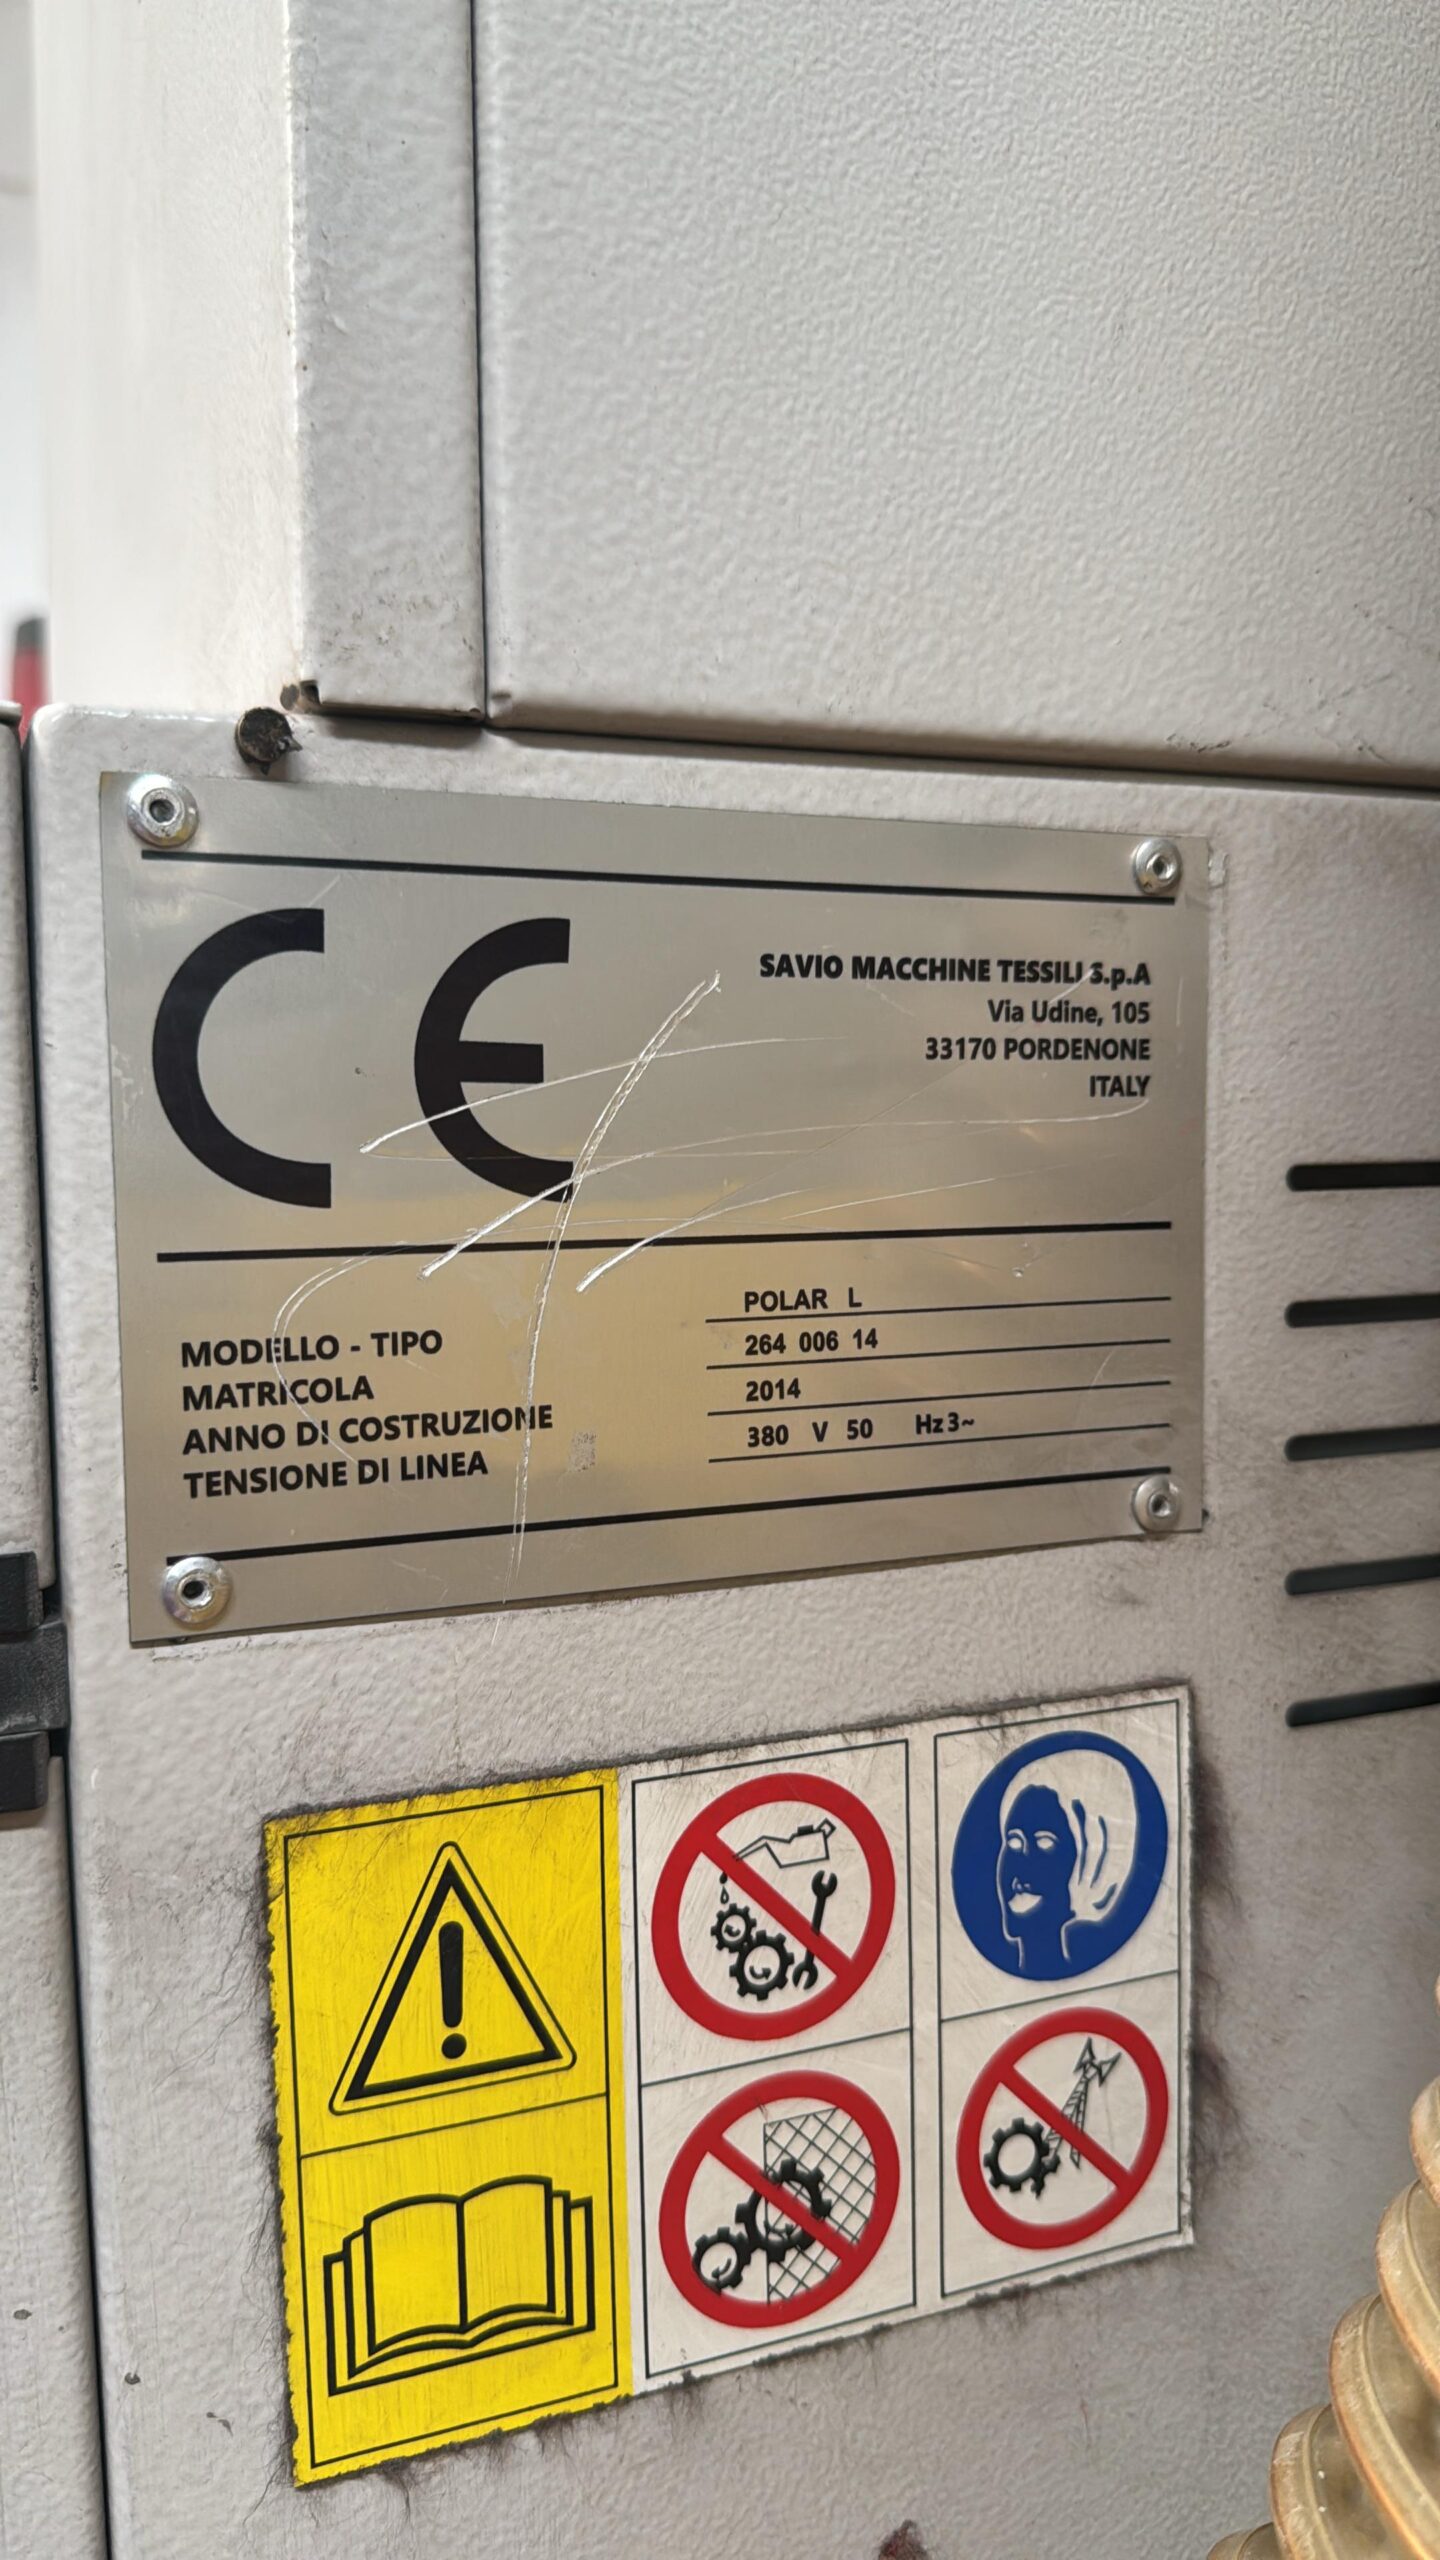 CE
SAVIO MACCHINE TESSILI S.p.A
Via Udine, 105
33170 PORDENONE
ITALY
MODELLO - TIPO POLAR L
MATRICOLA 264 006 14
ANNO DI COSTRUZIONE 2014
TENSIONE DI LINEA 380 V 50 Hz 3~